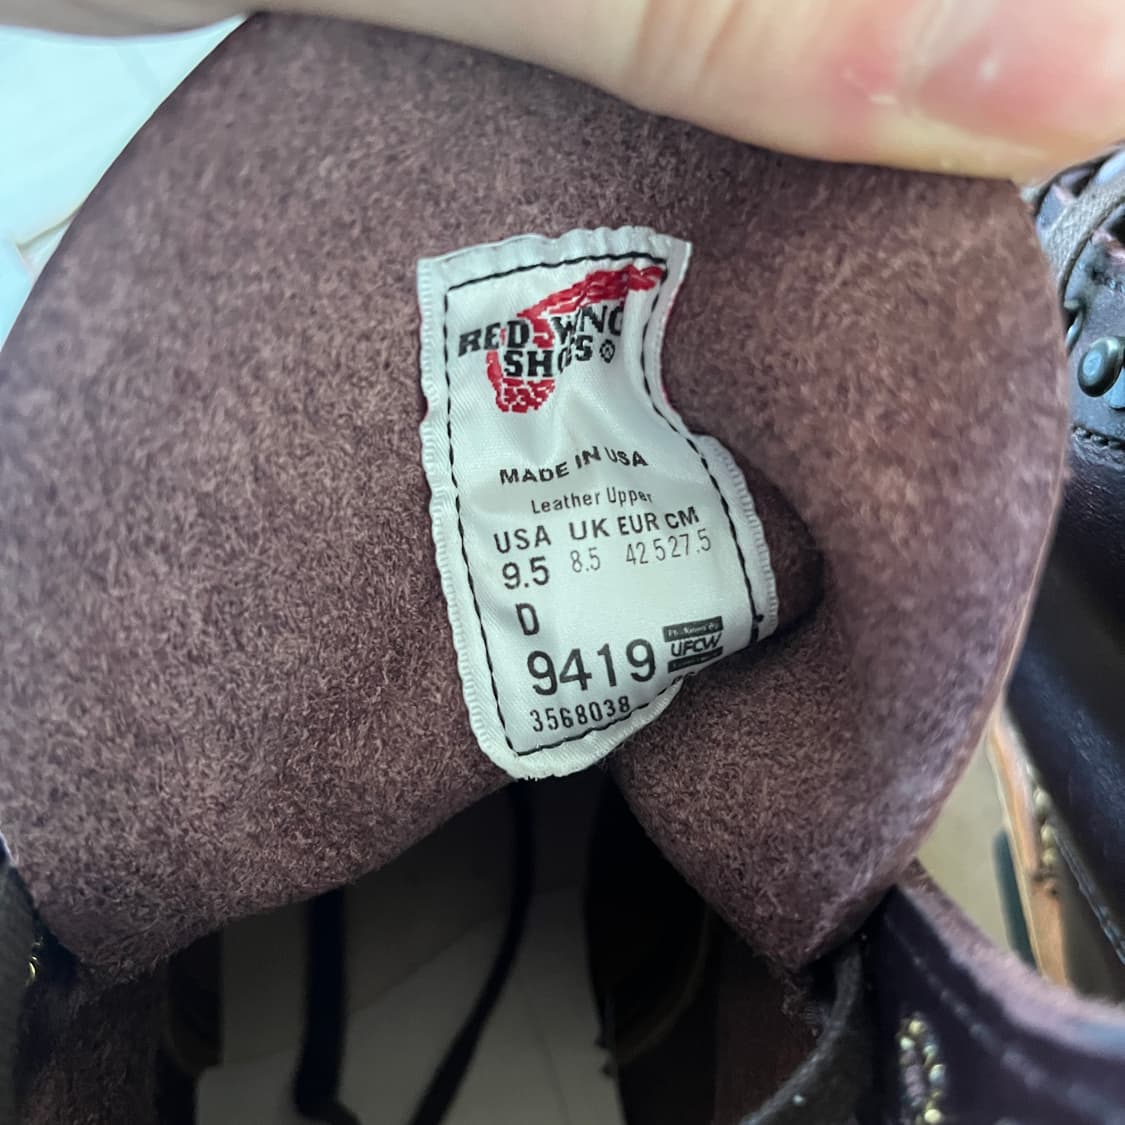 RED WING
SHOES ®
MADE IN USA
Leather Upper
USA UK EUR CM
9.5 8.5 42 5 27.5
D
9419
UFCW
3568038